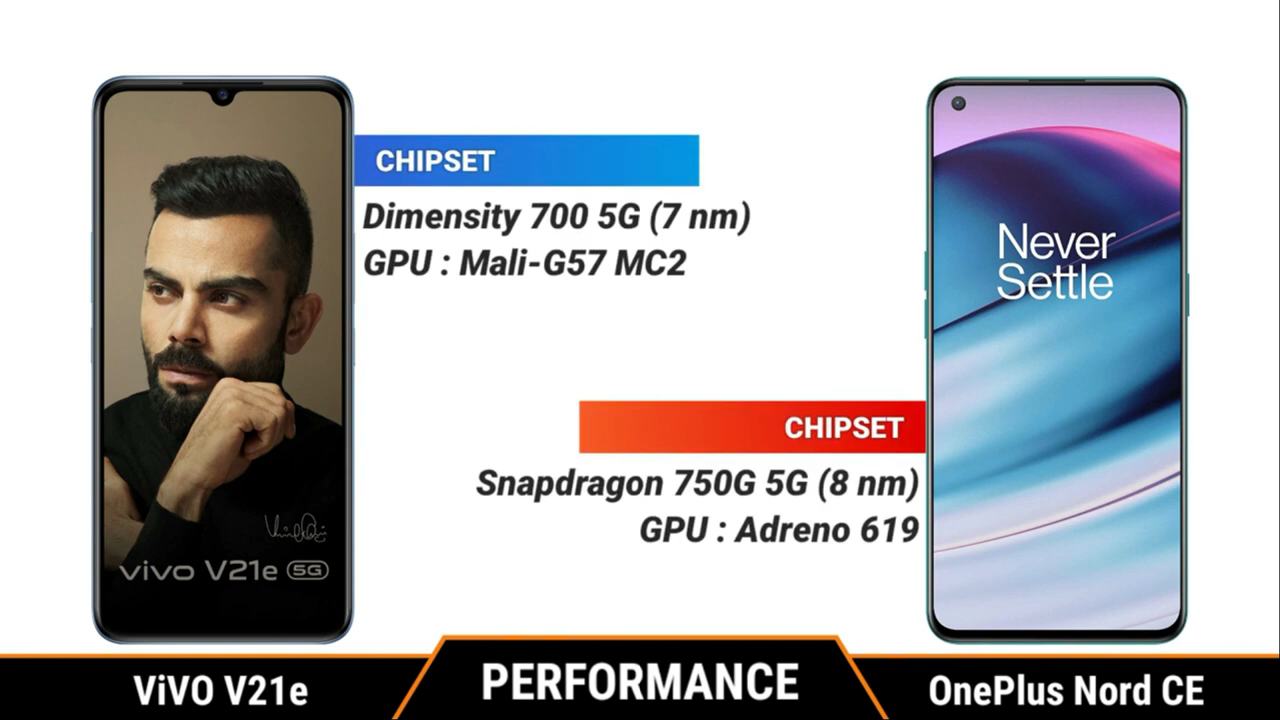 CHIPSET
Dimensity 700 5G (7 nm)
GPU : Mali-G57 MC2
Never
Settle
CHIPSET
Snapdragon 750G 5G (8 nm)
GPU : Adreno 619
vivo V21e 5G
ViVO V21e
PERFORMANCE
OnePlus Nord CE